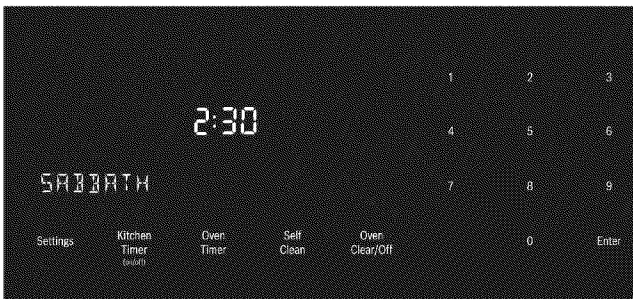 1 2 3
2:30
4 5 6
SABBATH
7 8 9
Settings
Kitchen Timer (on/off)
Oven Timer
Self Clean
Oven Clear/Off
0
Enter